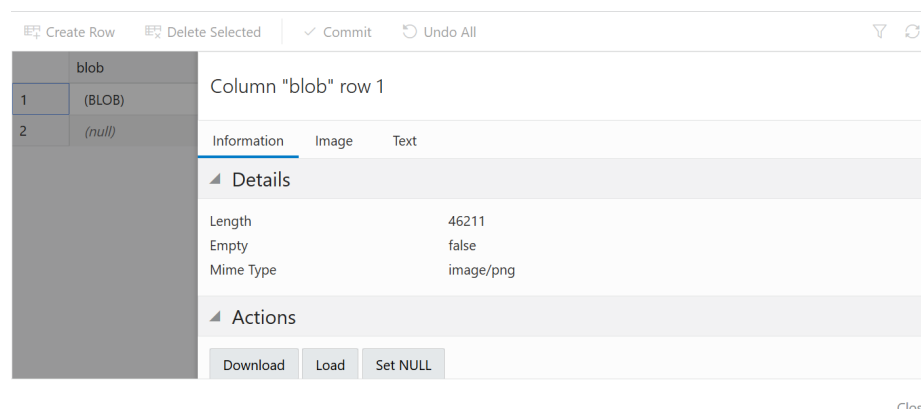 Create Row Delete Selected Commit Undo All
blob
1 (BLOB)
2 (null)
Column "blob" row 1
Information Image Text
Details
Length 46211
Empty false
Mime Type image/png
Actions
Download Load Set NULL